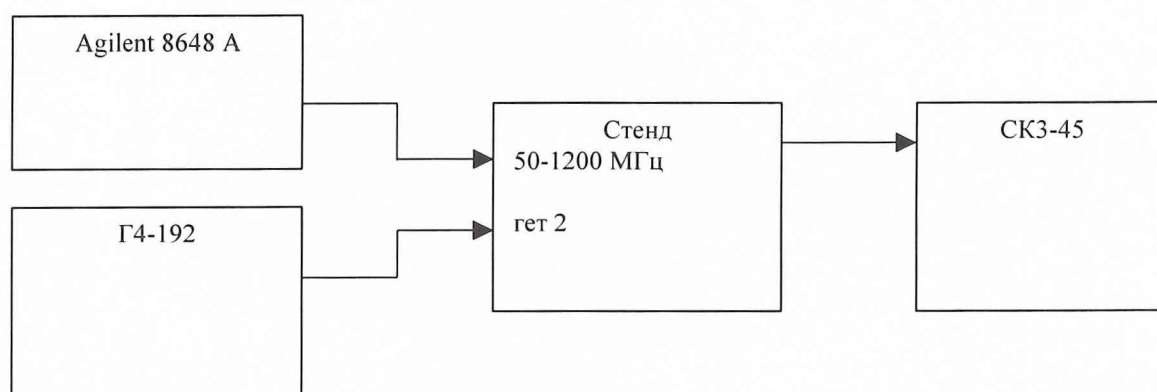 Agilent 8648 A
Г4-192
Стенд
50-1200 МГц
гет 2
СК3-45